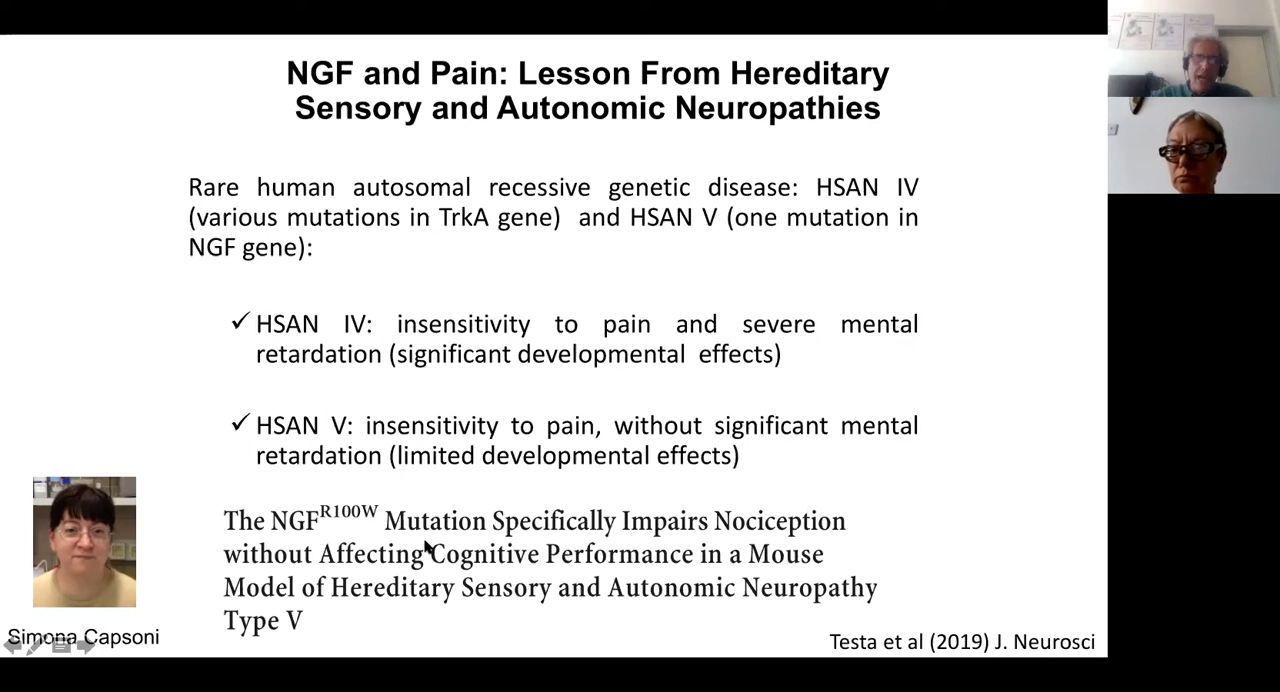 NGF and Pain: Lesson From Hereditary
Sensory and Autonomic Neuropathies
Rare human autosomal recessive genetic disease: HSAN IV
(various mutations in TrkA gene) and HSAN V (one mutation in
NGF gene):
✓ HSAN IV: insensitivity to pain and severe mental
retardation (significant developmental effects)
✓ HSAN V: insensitivity to pain, without significant mental
retardation (limited developmental effects)
The NGFR100W Mutation Specifically Impairs Nociception
without Affecting Cognitive Performance in a Mouse
Model of Hereditary Sensory and Autonomic Neuropathy
Type V
Simona Capsoni
Testa et al (2019) J. Neurosci